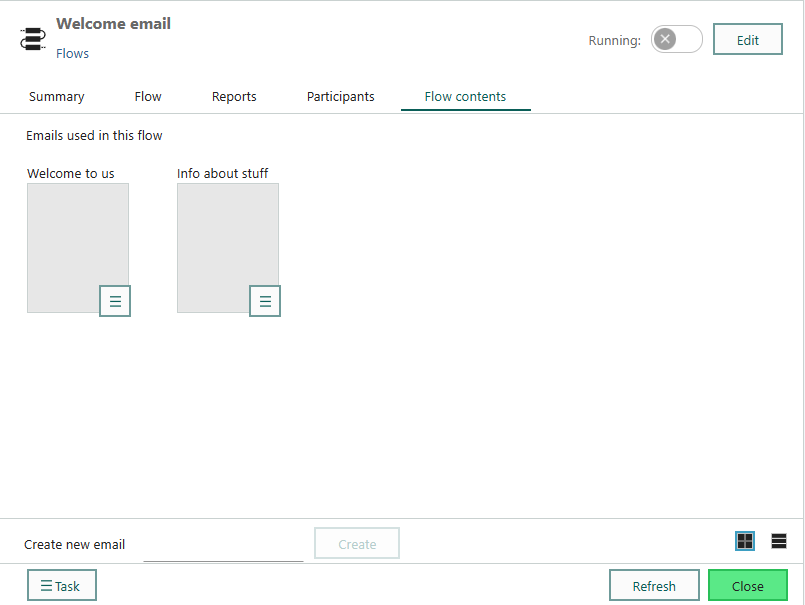 Welcome email
Flows
Running:
Edit
Summary
Flow
Reports
Participants
Flow contents
Emails used in this flow
Welcome to us
Info about stuff
Create new email
Create
Task
Refresh
Close